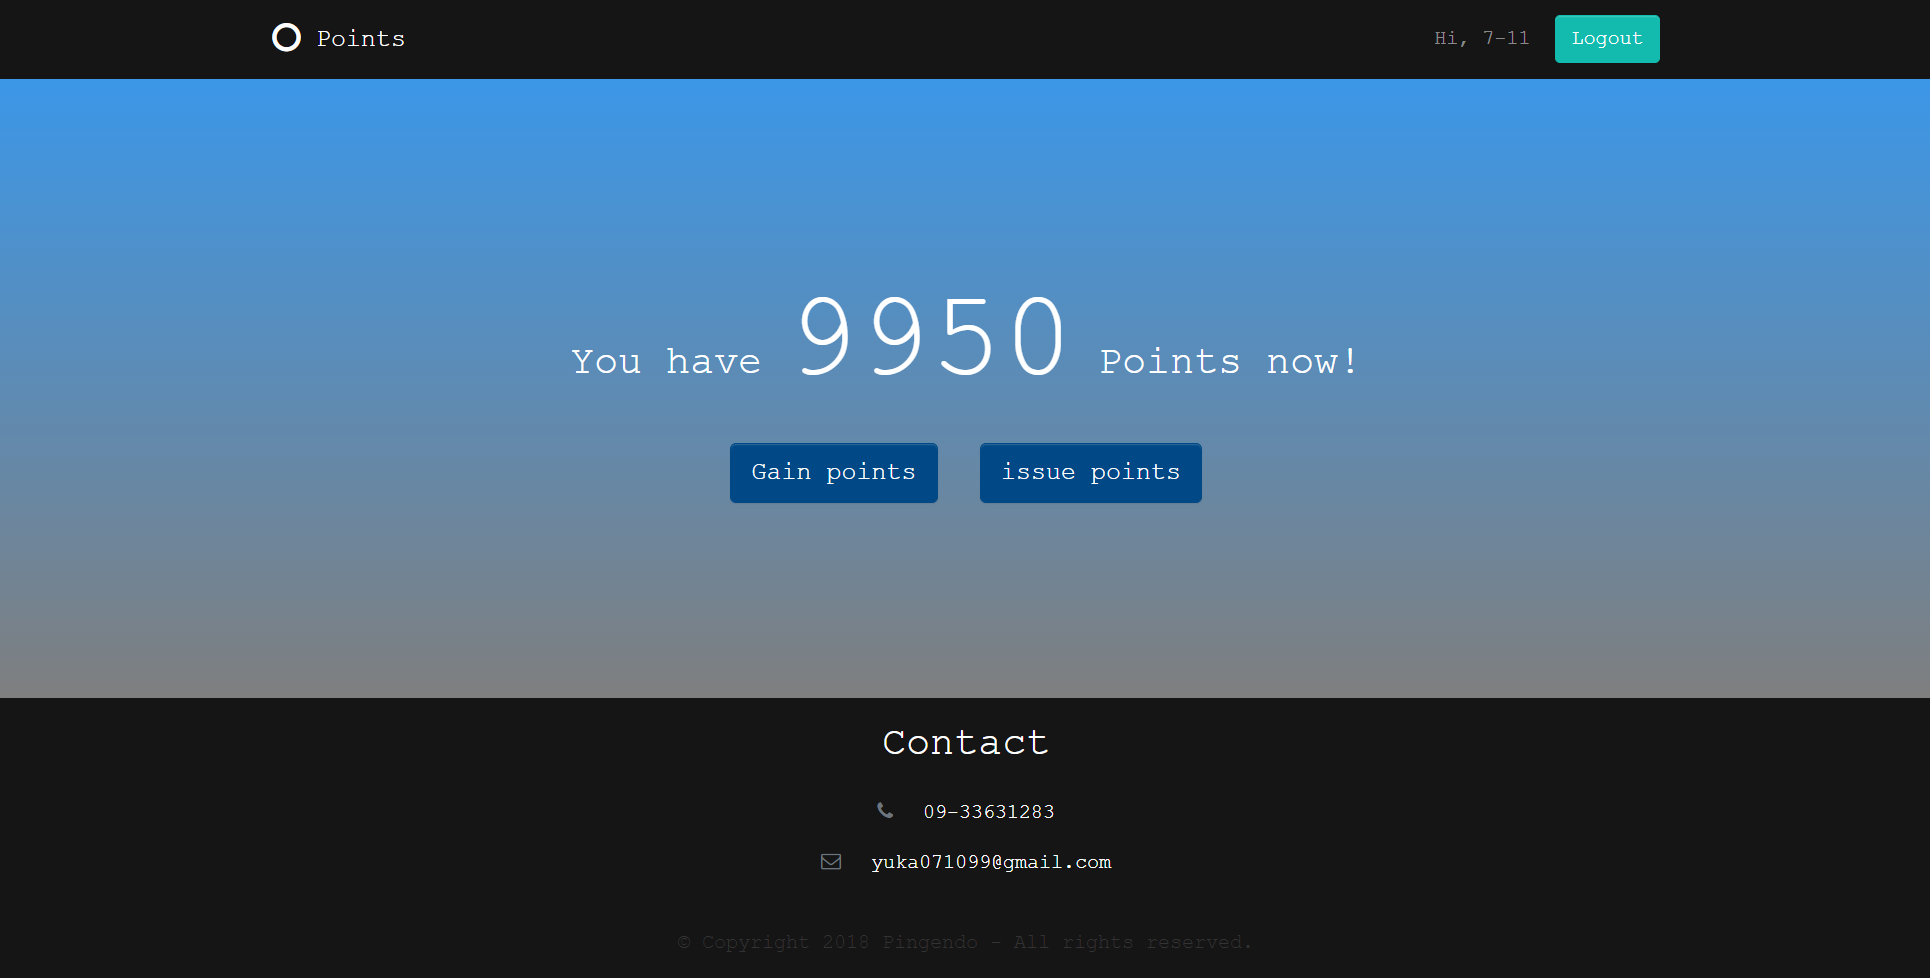 Points
Hi, 7-11
Logout
You have 9950 Points now!
Gain points
issue points
Contact
09-33631283
yuka071099@gmail.com
© Copyright 2018 Pingendo - All rights reserved.